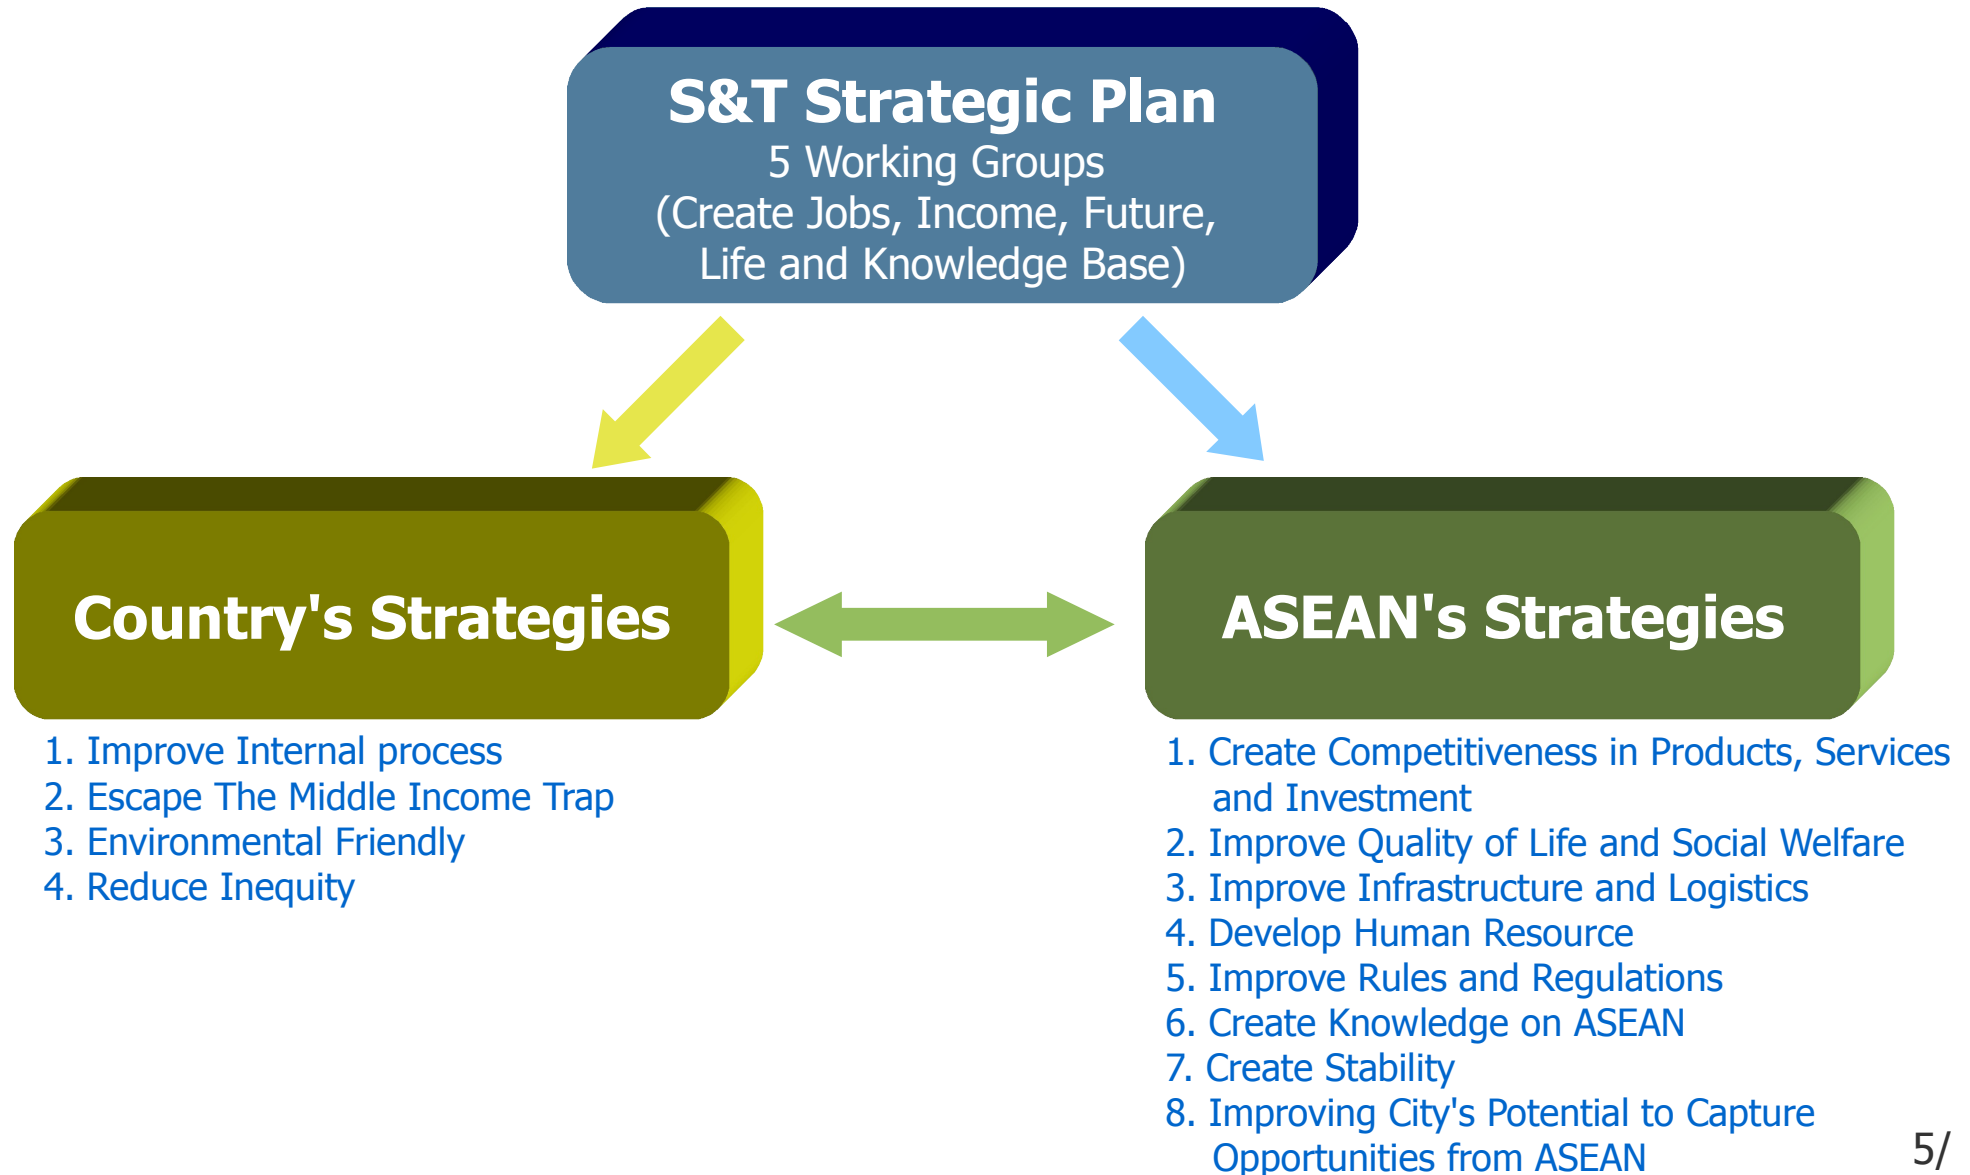 S&T Strategic Plan
5 Working Groups
(Create Jobs, Income, Future,
Life and Knowledge Base)
Country's Strategies
ASEAN's Strategies
1. Improve Internal process
2. Escape The Middle Income Trap
3. Environmental Friendly
4. Reduce Inequity
1. Create Competitiveness in Products, Services
and Investment
2. Improve Quality of Life and Social Welfare
3. Improve Infrastructure and Logistics
4. Develop Human Resource
5. Improve Rules and Regulations
6. Create Knowledge on ASEAN
7. Create Stability
8. Improving City's Potential to Capture
Opportunities from ASEAN
5/